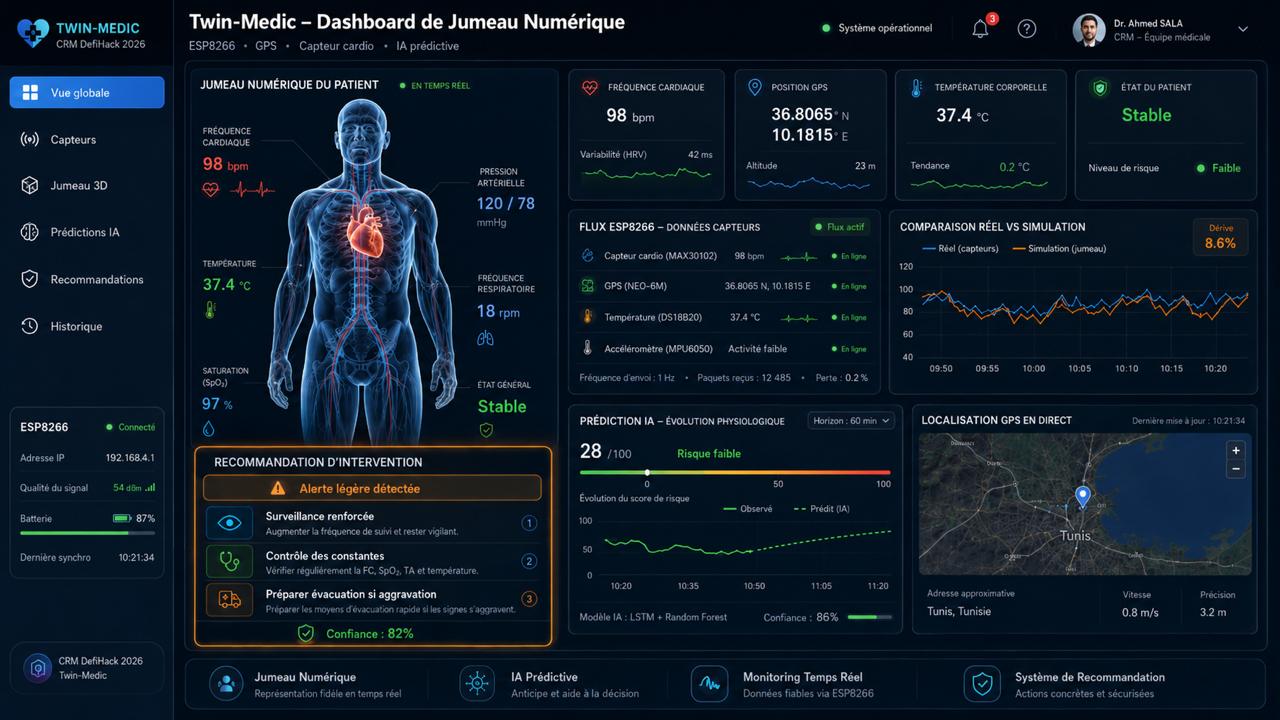 TWIN-MEDIC
CRM DefiHack 2026
Twin-Medic – Dashboard de Jumeau Numérique
ESP8266 • GPS • Capteur cardio • IA prédictive
Système opérationnel
3
Dr. Ahmed SALA
CRM – Équipe médicale
Vue globale
Capteurs
Jumeau 3D
Prédictions IA
Recommandations
Historique
ESP8266
Connecté
Adresse IP 192.168.4.1
Qualité du signal 54 dBm
Batterie 87%
Dernière synchro 10:21:34
CRM DefiHack 2026
Twin-Medic
JUMEAU NUMÉRIQUE DU PATIENT
EN TEMPS RÉEL
FRÉQUENCE
CARDIAQUE
98 bpm
PRESSION
ARTÉRIELLE
120 / 78
mmHg
TEMPÉRATURE
37.4 °C
FRÉQUENCE
RESPIRATOIRE
18 rpm
SATURATION
(SpO₂)
97 %
ÉTAT GÉNÉRAL
Stable
RECOMMANDATION D'INTERVENTION
Alerte légère détectée
Surveillance renforcée
Augmenter la fréquence de suivi et rester vigilant.
1
Contrôle des constantes
Vérifier régulièrement la FC, SpO₂, TA et température.
2
Préparer évacuation si aggravation
Préparer les moyens d'évacuation rapide si les signes s'aggravent.
3
Confiance : 82%
FRÉQUENCE CARDIAQUE
98 bpm
Variabilité (HRV) 42 ms
POSITION GPS
36.8065° N
10.1815° E
Altitude 23 m
TEMPÉRATURE CORPORELLE
37.4 °C
Tendance 0.2 °C
ÉTAT DU PATIENT
Stable
Niveau de risque Faible
FLUX ESP8266 – DONNÉES CAPTEURS
Flux actif
Capteur cardio (MAX30102) 98 bpm En ligne
GPS (NEO-6M) 36.8065 N, 10.1815 E En ligne
Température (DS18B20) 37.4 °C En ligne
Accéléromètre (MPU6050) Activité faible En ligne
Fréquence d'envoi : 1 Hz • Paquets reçus : 12 485 • Perte : 0.2 %
COMPARAISON RÉEL VS SIMULATION
Dérive
8.6%
Réel (capteurs) Simulation (jumeau)
120
80
60
40
09:50 09:55 10:00 10:05 10:10 10:15 10:20
PRÉDICTION IA – ÉVOLUTION PHYSIOLOGIQUE
Horizon : 60 min
28 /100 Risque faible
0 50 100
Évolution du score de risque
Observé Prédit (IA)
100
50
0
10:20 10:35 10:50 11:05 11:20
Modèle IA : LSTM + Random Forest Confiance : 86%
LOCALISATION GPS EN DIRECT
Dernière mise à jour : 10:21:34
+
−
Tunis
Adresse approximative
Tunis, Tunisie
Vitesse
0.8 m/s
Précision
3.2 m
Jumeau Numérique
Représentation fidèle en temps réel
IA Prédictive
Anticipe et aide à la décision
Monitoring Temps Réel
Données fiables via ESP8266
Système de Recommandation
Actions concrètes et sécurisées